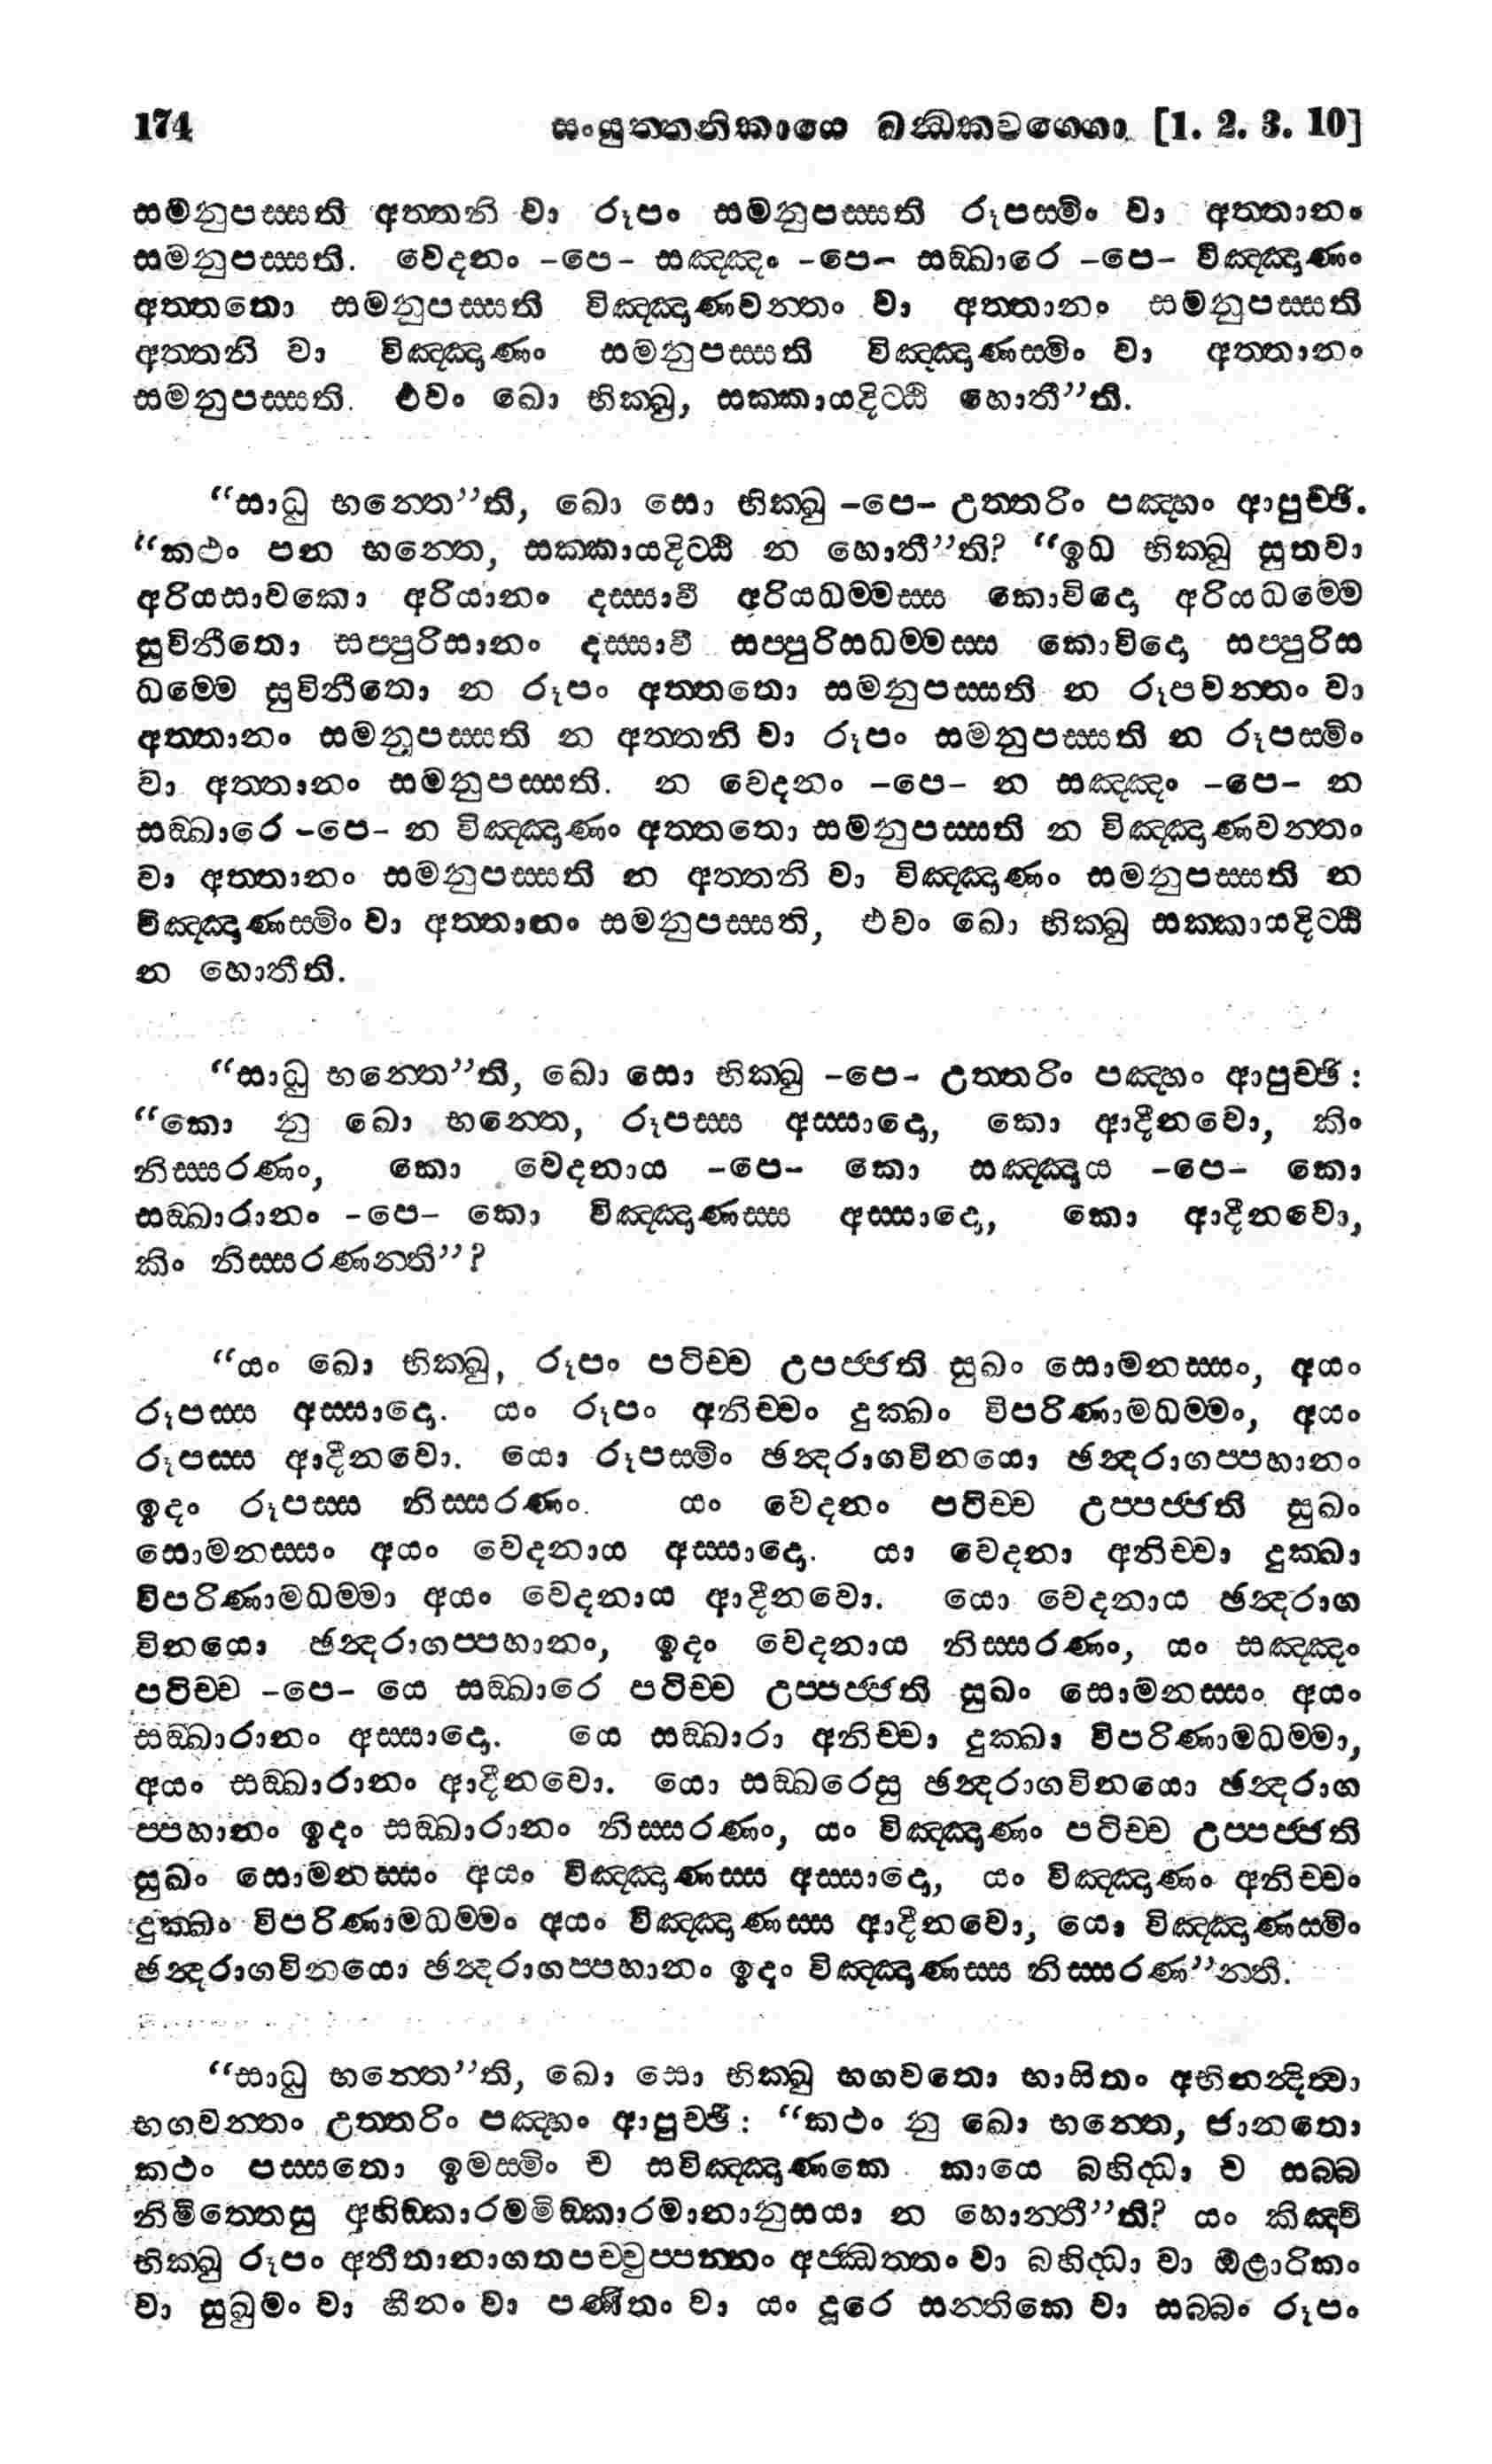 174 සංයුත්තනිකායෙ ඛන්ධකවග්ගො [1. 2. 3. 10]
සමනුපස්සති අත්තනි වා රූපං සමනුපස්සති රූපස්මිං වා අත්තානං
සමනුපස්සති. වේදනං -පෙ- සඤ්ඤං -පෙ- සඞ්ඛාරෙ -පෙ- විඤ්ඤාණං
අත්තතො සමනුපස්සති විඤ්ඤාණවන්තං වා අත්තානං සමනුපස්සති
අත්තනි වා විඤ්ඤාණං සමනුපස්සති විඤ්ඤාණස්මිං වා අත්තානං
සමනුපස්සති. එවං ඛො භික්ඛු, සක්කායදිට්ඨි හොතී”ති.
“සාධු භන්තෙ”ති, ඛො සො භික්ඛු -පෙ- උත්තරිං පඤ්හං ආපුච්ඡි.
“කථං පන භන්තෙ, සක්කායදිට්ඨි න හොතී”ති? “ඉධ භික්ඛු සුතවා
අරියසාවකො අරියානං දස්සාවී අරියධම්මස්ස කොවිදො අරියධම්මෙ
සුවිනීතො සප්පුරිසානං දස්සාවී සප්පුරිසධම්මස්ස කොවිදො සප්පුරිස
ධම්මෙ සුවිනීතො න රූපං අත්තතො සමනුපස්සති න රූපවන්තං වා
අත්තානං සමනුපස්සති න අත්තනි වා රූපං සමනුපස්සති න රූපස්මිං
වා අත්තානං සමනුපස්සති. න වෙදනං -පෙ- න සඤ්ඤං -පෙ- න
සඞ්ඛාරෙ -පෙ- න විඤ්ඤාණං අත්තතො සමනුපස්සති න විඤ්ඤාණවන්තං
වා අත්තානං සමනුපස්සති න අත්තනි වා විඤ්ඤාණං සමනුපස්සති න
විඤ්ඤාණස්මිං වා අත්තානං සමනුපස්සති, එවං ඛො භික්ඛු සක්කායදිට්ඨි
න හොතීති.
“සාධු භන්තෙ”ති, ඛො සො භික්ඛු -පෙ- උත්තරිං පඤ්හං ආපුච්ඡි:
“කො නු ඛො භන්තෙ, රූපස්ස අස්සාදො, කො ආදීනවො, කිං
නිස්සරණං, කො වෙදනාය -පෙ- කො සඤ්ඤාය -පෙ- කො
සඞ්ඛාරානං -පෙ- කො විඤ්ඤාණස්ස අස්සාදො, කො ආදීනවො,
කිං නිස්සරණන්ති”?
“යං ඛො භික්ඛු, රූපං පටිච්ච උපජ්ජති සුඛං සොමනස්සං, අයං
රූපස්ස අස්සාදො. යං රූපං අනිච්චං දුක්ඛං විපරිණාමධම්මං, අයං
රූපස්ස ආදීනවො. යො රූපස්මිං ඡන්දරාගවිනයො ඡන්දරාගප්පහානං
ඉදං රූපස්ස නිස්සරණං. යං වෙදනං පටිච්ච උප්පජ්ජති සුඛං
සොමනස්සං අයං වෙදනාය අස්සාදො. යා වෙදනා අනිච්චා දුක්ඛා
විපරිණාමධම්මා අයං වෙදනාය ආදීනවො. යො වෙදනාය ඡන්දරාග
විනයො ඡන්දරාගප්පහානං, ඉදං වෙදනාය නිස්සරණං, යං සඤ්ඤං
පටිච්ච -පෙ- යෙ සඞ්ඛාරෙ පටිච්ච උප්පජ්ජති සුඛං සොමනස්සං අයං
සඞ්ඛාරානං අස්සාදො. යෙ සඞ්ඛාරා අනිච්චා දුක්ඛා විපරිණාමධම්මා,
අයං සඞ්ඛාරානං ආදීනවො. යො සඞ්ඛරෙසු ඡන්දරාගවිනයො ඡන්දරාග
ප්පහානං ඉදං සඞ්ඛාරානං නිස්සරණං, යං විඤ්ඤාණං පටිච්ච උප්පජ්ජති
සුඛං සොමනස්සං අයං විඤ්ඤාණස්ස අස්සාදො, යං විඤ්ඤාණං අනිච්චං
දුක්ඛං විපරිණාමධම්මං අයං විඤ්ඤාණස්ස ආදීනවො, යො විඤ්ඤාණස්මිං
ඡන්දරාගවිනයො ඡන්දරාගප්පහානං ඉදං විඤ්ඤාණස්ස නිස්සරණ”න්ති.
“සාධු භන්තෙ”ති, ඛො සො භික්ඛු භගවතො භාසිතං අභිනන්දිත්වා
භගවන්තං උත්තරිං පඤ්හං ආපුච්ඡි: “කථං නු ඛො භන්තෙ, ජානතො
කථං පස්සතො ඉමස්මිං ච සවිඤ්ඤාණකෙ කායෙ බහිද්ධා ච සබ්බ
නිමිත්තෙසු අහිඞ්කාරමමිඞ්කාරමානානුසයා න හොන්තී”ති? යං කිඤ්චි
භික්ඛු රූපං අතීතානාගතපච්චුප්පන්නං අජ්ඣත්තං වා බහිද්ධා වා ඔළාරිකං
වා සුඛුමං වා හීනං වා පණීතං වා යං දූරෙ සන්තිකෙ වා සබ්බං රූපං